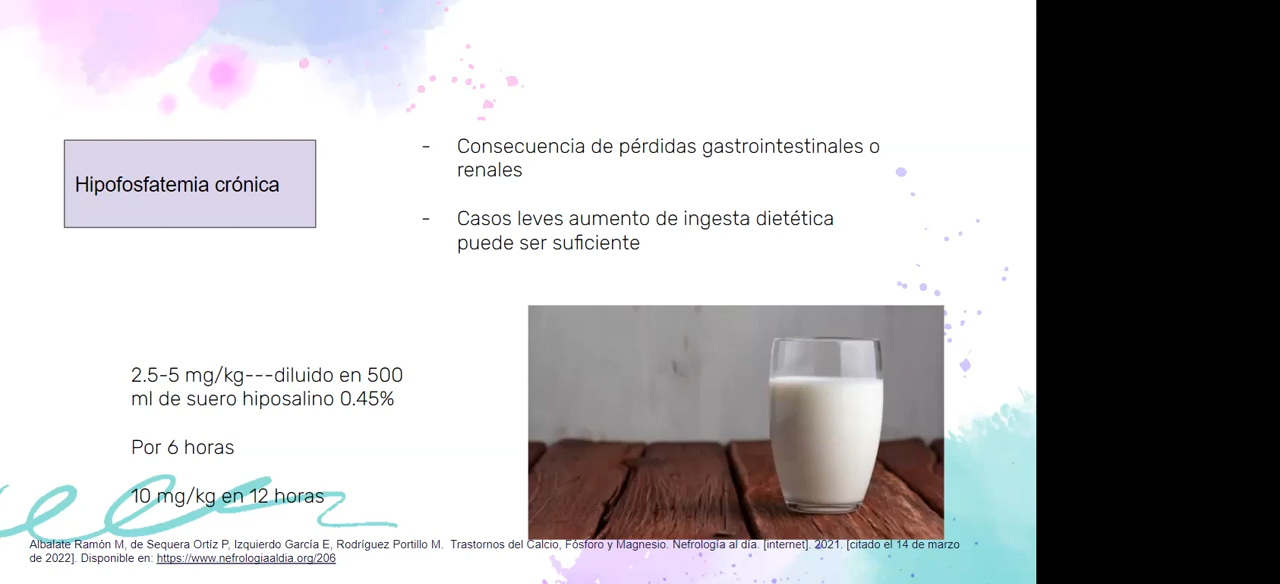 Hipofosfatemia crónica
- Consecuencia de pérdidas gastrointestinales o
renales
- Casos leves aumento de ingesta dietética
puede ser suficiente
2.5-5 mg/kg---diluido en 500
ml de suero hiposalino 0.45%
Por 6 horas
10 mg/kg en 12 horas
Albalate Ramón M, de Sequera Ortíz P, Izquierdo García E, Rodríguez Portillo M. Trastornos del Calcio, Fósforo y Magnesio. Nefrología al día. [internet]. 2021. [citado el 14 de marzo
de 2022]. Disponible en: https://www.nefrologiaaldia.org/206